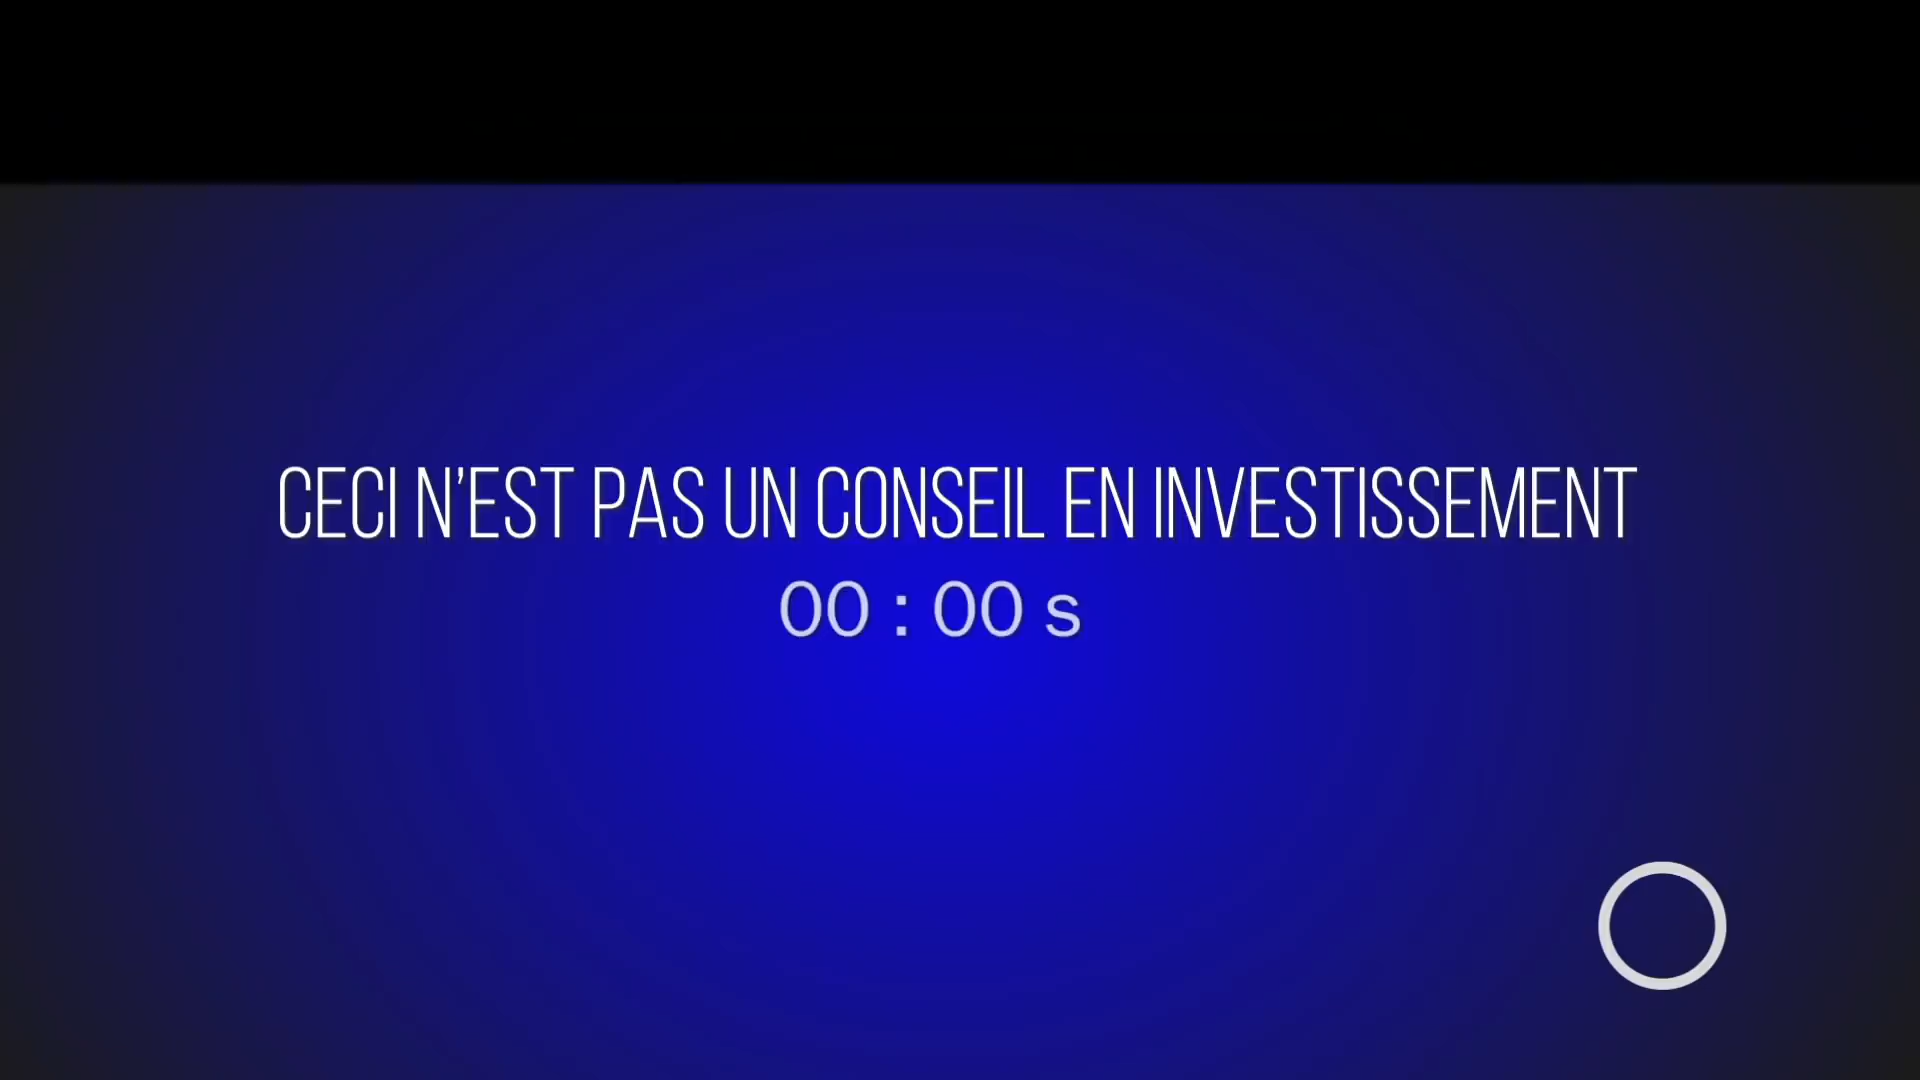 CECI N’EST PAS UN CONSEIL EN INVESTISSEMENT
00 : 00 s